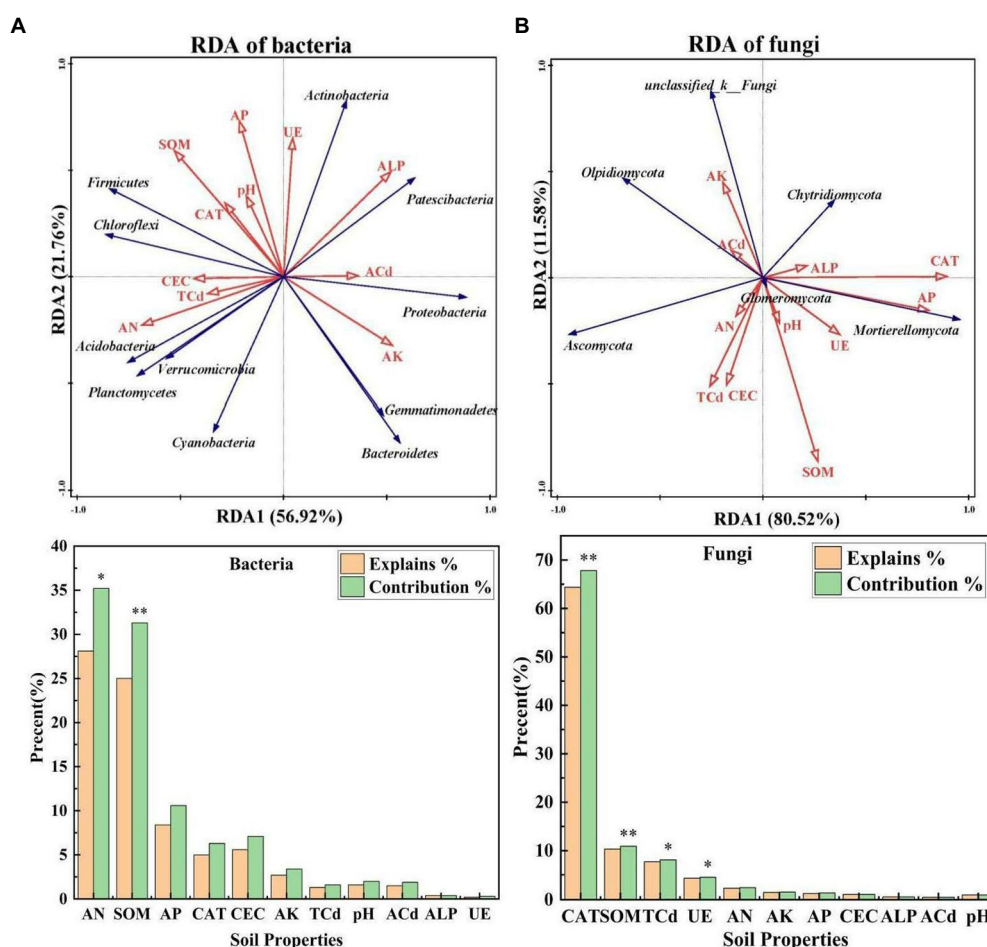 A
RDA of bacteria
1.0
Actinobacteria
AP
UE
SOM
ALP
Firmicutes
pH
Patescibacteria
CAT
Chloroflexi
RDA2 (21.76%)
CEC
ACd
TCd
Proteobacteria
AN
Acidobacteria
AK
Verrucomicrobia
Planctomycetes
Gemmatimonadetes
Cyanobacteria
Bacteroidetes
-1.0
-1.0
RDA1 (56.92%)
1.0
B
RDA of fungi
1.0
unclassified_k__Fungi
Olpidiomycota
AK
Chytridiomycota
ACd
ALP
CAT
RDA2 (11.58%)
Glomeromycota
AP
AN
pH
Mortierellomycota
UE
Ascomycota
TCd
CEC
SOM
-1.0
-1.0
RDA1 (80.52%)
1.0
40
35
30
25
20
15
10
5
0
Precent(%)
Bacteria
Explains %
Contribution %
*
**
AN SOM AP CAT CEC AK TCd pH ACd ALP UE
Soil Properties
70
60
50
40
30
20
10
0
Precent(%)
Fungi
Explains %
Contribution %
**
**
*
*
CAT SOM TCd UE AN AK AP CEC ALP ACd pH
Soil Properties